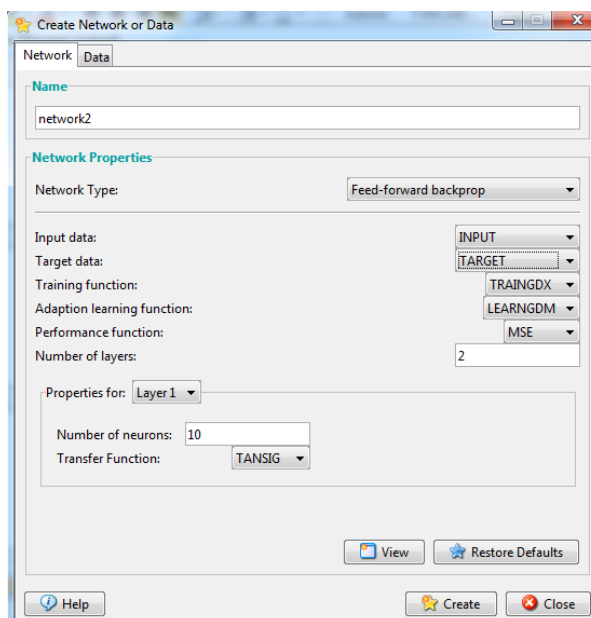 Create Network or Data
Network Data
Name
network2
Network Properties
Network Type: Feed-forward backprop
Input data: INPUT
Target data: TARGET
Training function: TRAINGDX
Adaption learning function: LEARNGDM
Performance function: MSE
Number of layers: 2
Properties for: Layer 1
Number of neurons: 10
Transfer Function: TANSIG
View Restore Defaults
Help Create Close